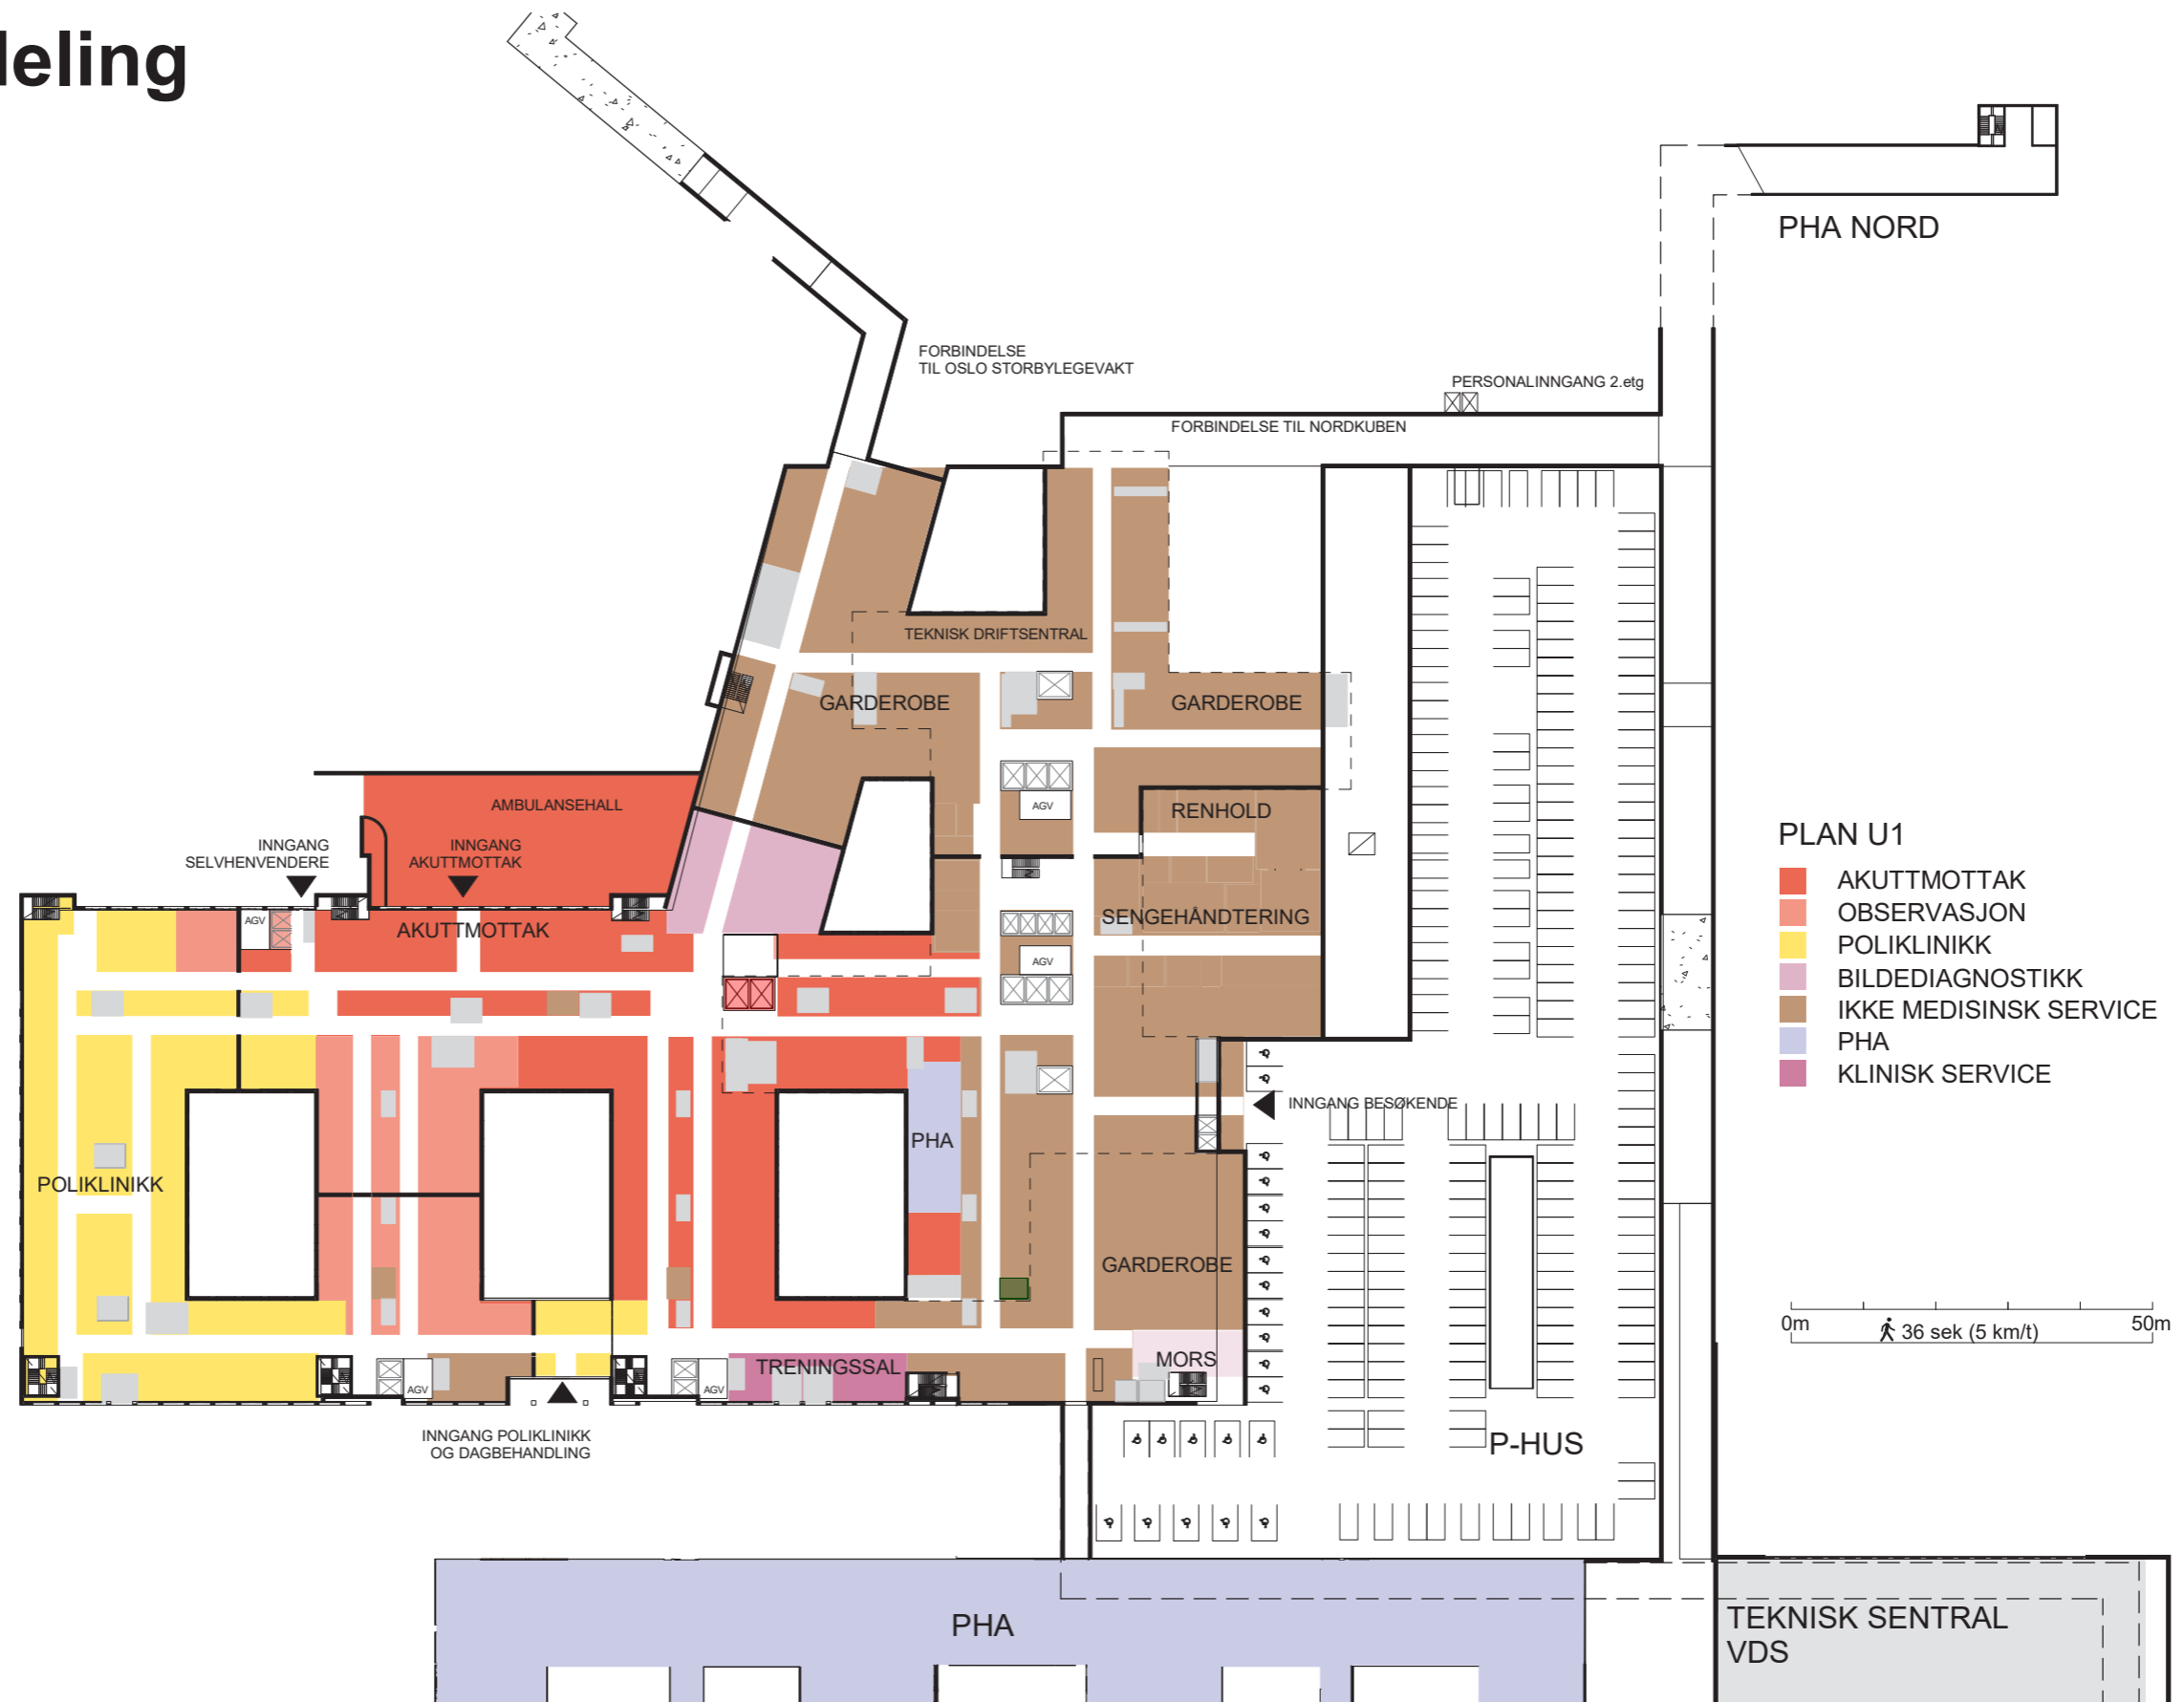 deling
PHA NORD
FORBINDELSE
TIL OSLO STORBYLEGEVAKT
PERSONALINNGANG 2.etg
FORBINDELSE TIL NORDKUBEN
TEKNISK DRIFTSENTRAL
GARDEROBE
GARDEROBE
AMBULANSEHALL
AGV
RENHOLD
INNGANG
SELVHENVENDERE
INNGANG
AKUTTMOTTAK
AGV
AKUTTMOTTAK
SENGEHÅNDTERING
AGV
PLAN U1
AKUTTMOTTAK
OBSERVASJON
POLIKLINIKK
BILDEDIAGNOSTIKK
IKKE MEDISINSK SERVICE
PHA
KLINISK SERVICE
INNGANG BESØKENDE
PHA
POLIKLINIKK
GARDEROBE
0m
36 sek (5 km/t)
50m
MORS
TRENINGSSAL
AGV
AGV
INNGANG POLIKLINIKK
OG DAGBEHANDLING
P-HUS
PHA
TEKNISK SENTRAL
VDS